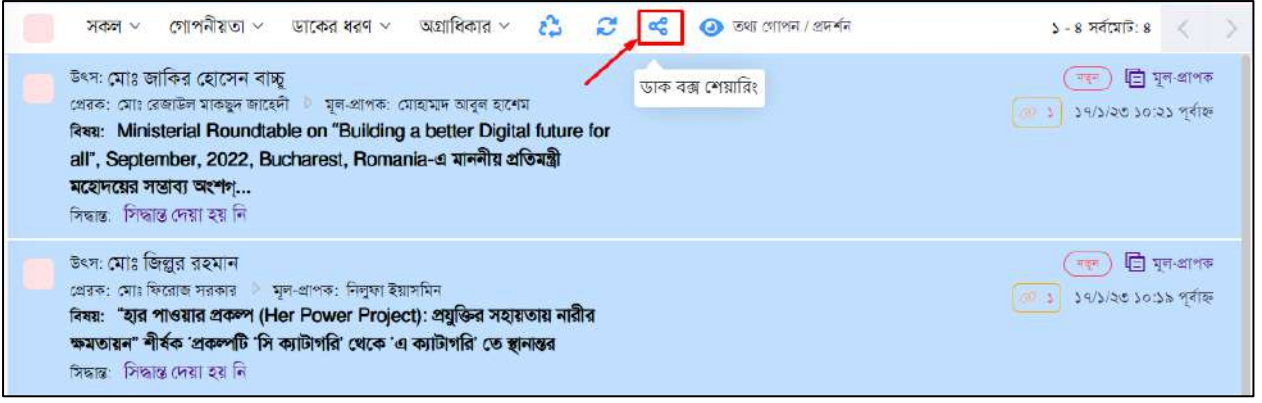 সকল গোপনীয়তা ডাকের ধরণ অগ্রাধিকার তথ্য গোপন / প্রদর্শন ১ - ৪ সর্বমোট: ৪
ডাক বক্স শেয়ারিং
উৎস: মোঃ জাকির হোসেন বাচ্চু নতুন মূল-প্রাপক
প্রেরক: মোঃ রেজাউল মাকছুদ জাহেদী মূল-প্রাপক: মোহাম্মদ আবুল হাশেম ১ ১৭/১/২৩ ১০:২১ পূর্বাহ্ন
বিষয়: Ministerial Roundtable on “Building a better Digital future for
all”, September, 2022, Bucharest, Romania-এ মাননীয় প্রতিমন্ত্রী
মহোদয়ের সম্ভাব্য অংশগ্...
সিদ্ধান্ত: সিদ্ধান্ত দেয়া হয় নি
উৎস: মোঃ জিল্লুর রহমান নতুন মূল-প্রাপক
প্রেরক: মোঃ ফিরোজ সরকার মূল-প্রাপক: নিলুফা ইয়াসমিন ১ ১৭/১/২৩ ১০:১৯ পূর্বাহ্ন
বিষয়: “হার পাওয়ার প্রকল্প (Her Power Project): প্রযুক্তির সহায়তায় নারীর
ক্ষমতায়ন” শীর্ষক ‘প্রকল্পটি ‘সি ক্যাটাগরি’ থেকে ‘এ ক্যাটাগরি’ তে স্থানান্তর
সিদ্ধান্ত: সিদ্ধান্ত দেয়া হয় নি